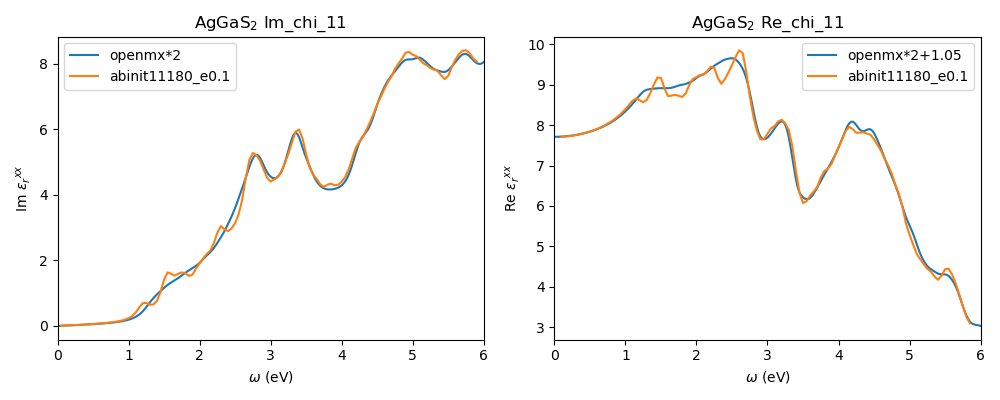 AgGaS₂ Im_chi_11
openmx*2
abinit11180_e0.1
Im εᵣˣˣ
8
6
4
2
0
0 1 2 3 4 5 6
ω (eV)
AgGaS₂ Re_chi_11
openmx*2+1.05
abinit11180_e0.1
Re εᵣˣˣ
10
9
8
7
6
5
4
3
0 1 2 3 4 5 6
ω (eV)